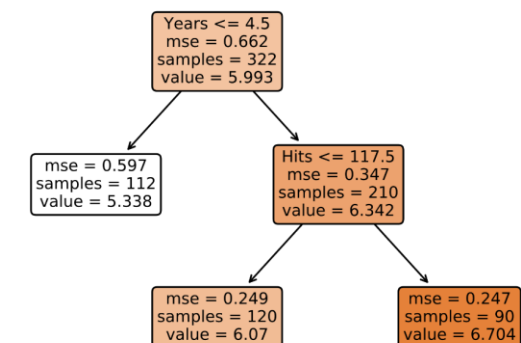 Years <= 4.5
mse = 0.662
samples = 322
value = 5.993
mse = 0.597
samples = 112
value = 5.338
Hits <= 117.5
mse = 0.347
samples = 210
value = 6.342
mse = 0.249
samples = 120
value = 6.07
mse = 0.247
samples = 90
value = 6.704